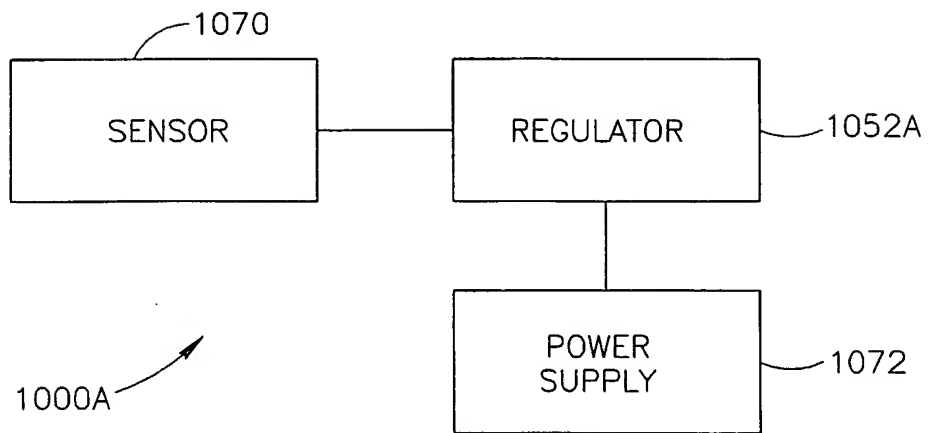 1070
SENSOR
REGULATOR
1052A
POWER
SUPPLY
1072
1000A